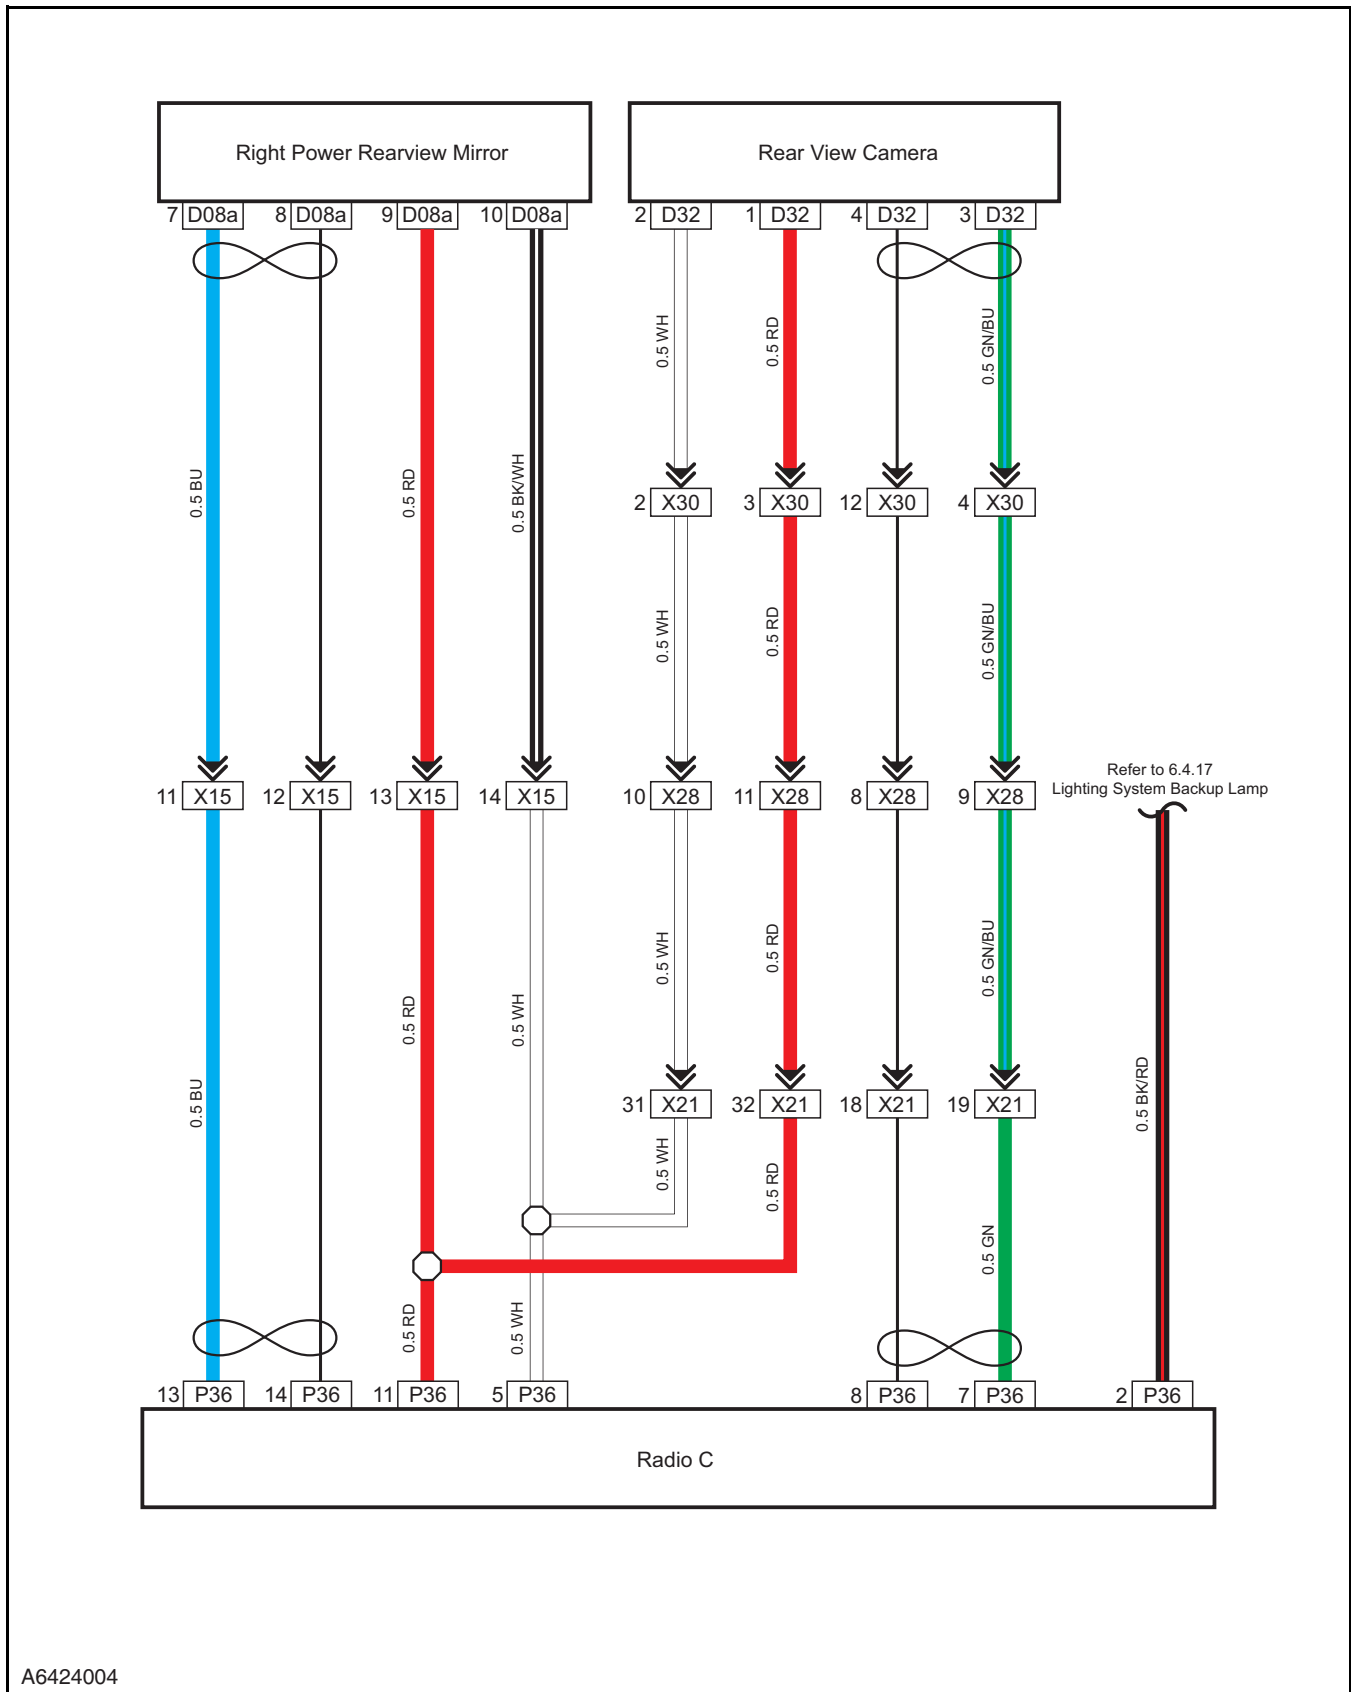 Right Power Rearview Mirror
Rear View Camera
7 D08a 8 D08a 9 D08a 10 D08a 2 D32 1 D32 4 D32 3 D32
0.5 WH
0.5 RD
0.5 GN/BU
0.5 BU
0.5 RD
0.5 BK/WH
2 X30 3 X30 12 X30 4 X30
0.5 WH
0.5 RD
0.5 GN/BU
Refer to 6.4.17
Lighting System Backup Lamp
11 X15 12 X15 13 X15 14 X15 10 X28 11 X28 8 X28 9 X28
0.5 WH
0.5 RD
0.5 GN/BU
0.5 RD
0.5 WH
0.5 BU
0.5 BK/RD
31 X21 32 X21 18 X21 19 X21
0.5 WH
0.5 RD
0.5 GN
0.5 RD
0.5 WH
13 P36 14 P36 11 P36 5 P36 8 P36 7 P36 2 P36
Radio C
A6424004